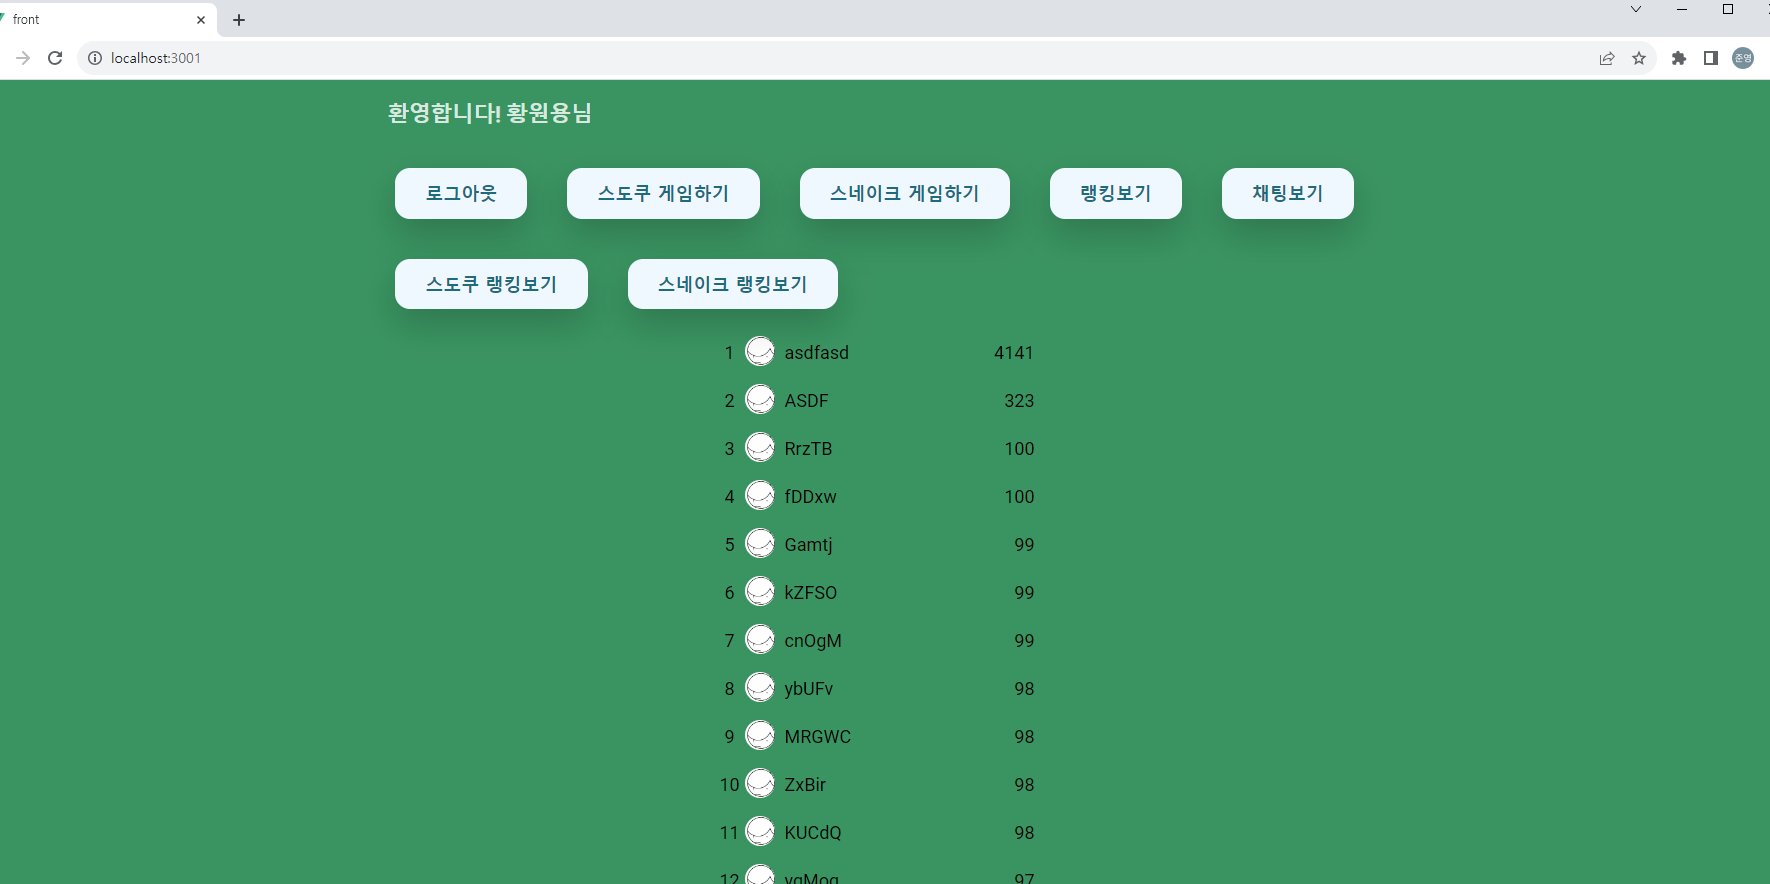 front
localhost:3001
준영
환영합니다! 황원용님
로그아웃 스도쿠 게임하기 스네이크 게임하기 랭킹보기 채팅보기
스도쿠 랭킹보기 스네이크 랭킹보기
1 asdfasd 4141
2 ASDF 323
3 RrzTB 100
4 fDDxw 100
5 Gamtj 99
6 kZFSO 99
7 cnOgM 99
8 ybUFv 98
9 MRGWC 98
10 ZxBir 98
11 KUCdQ 98
12 97